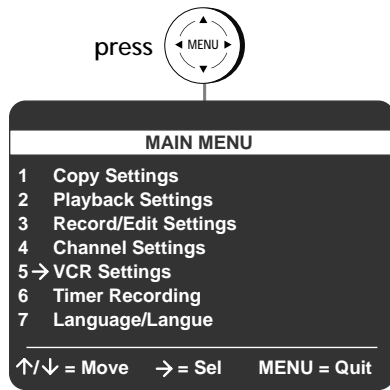 press MENU
MAIN MENU
1 Copy Settings
2 Playback Settings
3 Record/Edit Settings
4 Channel Settings
5 → VCR Settings
6 Timer Recording
7 Language/Langue
↑/↓ = Move → = Sel MENU = Quit